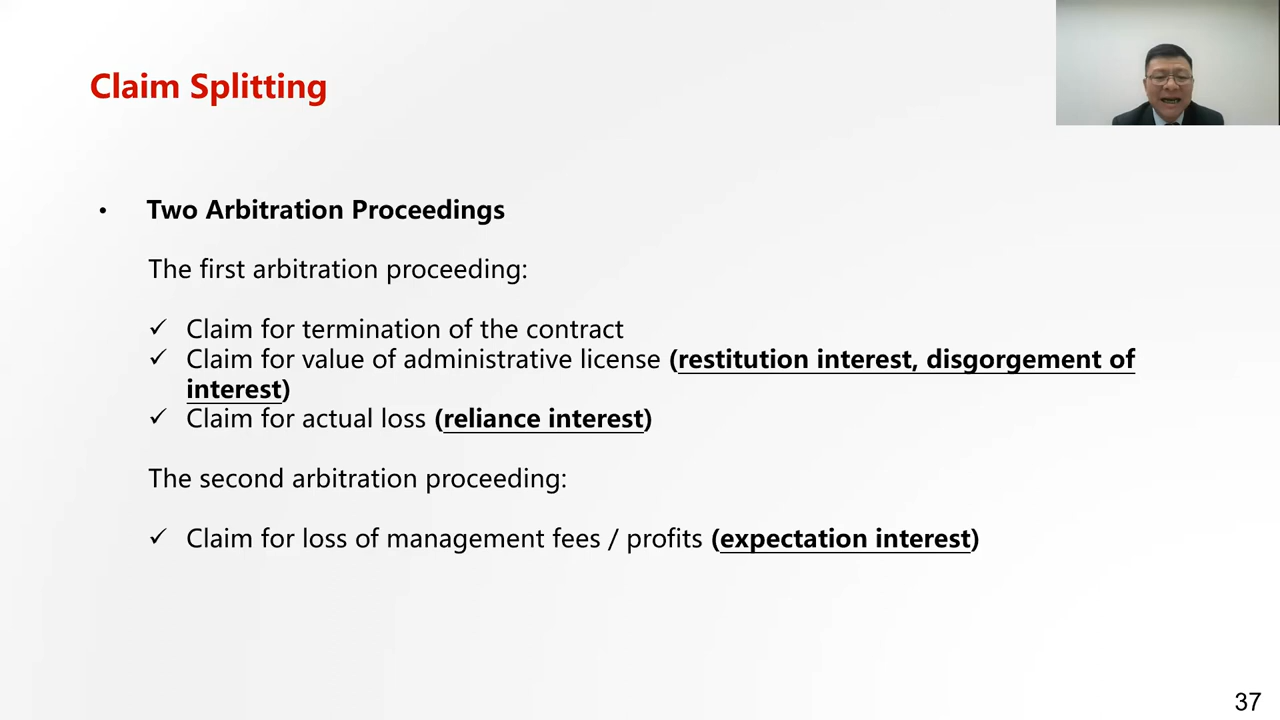 Claim Splitting
• Two Arbitration Proceedings
The first arbitration proceeding:
✓ Claim for termination of the contract
✓ Claim for value of administrative license (restitution interest, disgorgement of
interest)
✓ Claim for actual loss (reliance interest)
The second arbitration proceeding:
✓ Claim for loss of management fees / profits (expectation interest)
37